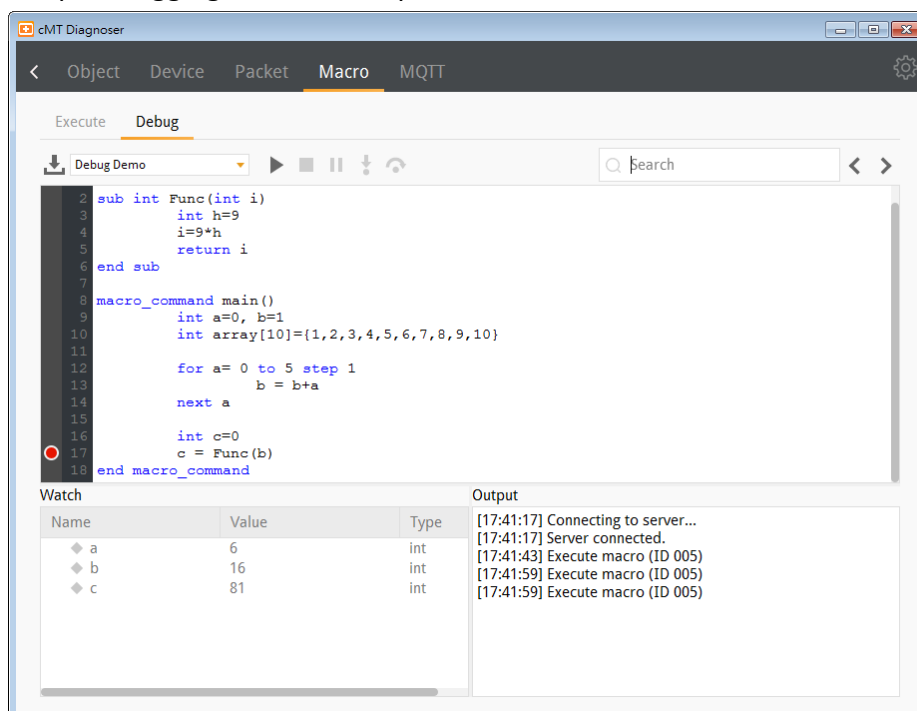 cMT Diagnoser
Object Device Packet Macro MQTT
Execute Debug
Debug Demo Search
2 sub int Func(int i)
3 int h=9
4 i=9*h
5 return i
6 end sub
7
8 macro_command main()
9 int a=0, b=1
10 int array[10]={1,2,3,4,5,6,7,8,9,10}
11
12 for a= 0 to 5 step 1
13 b = b+a
14 next a
15
16 int c=0
17 c = Func(b)
18 end macro_command
Watch
Name Value Type
a 6 int
b 16 int
c 81 int
Output
[17:41:17] Connecting to server...
[17:41:17] Server connected.
[17:41:43] Execute macro (ID 005)
[17:41:59] Execute macro (ID 005)
[17:41:59] Execute macro (ID 005)